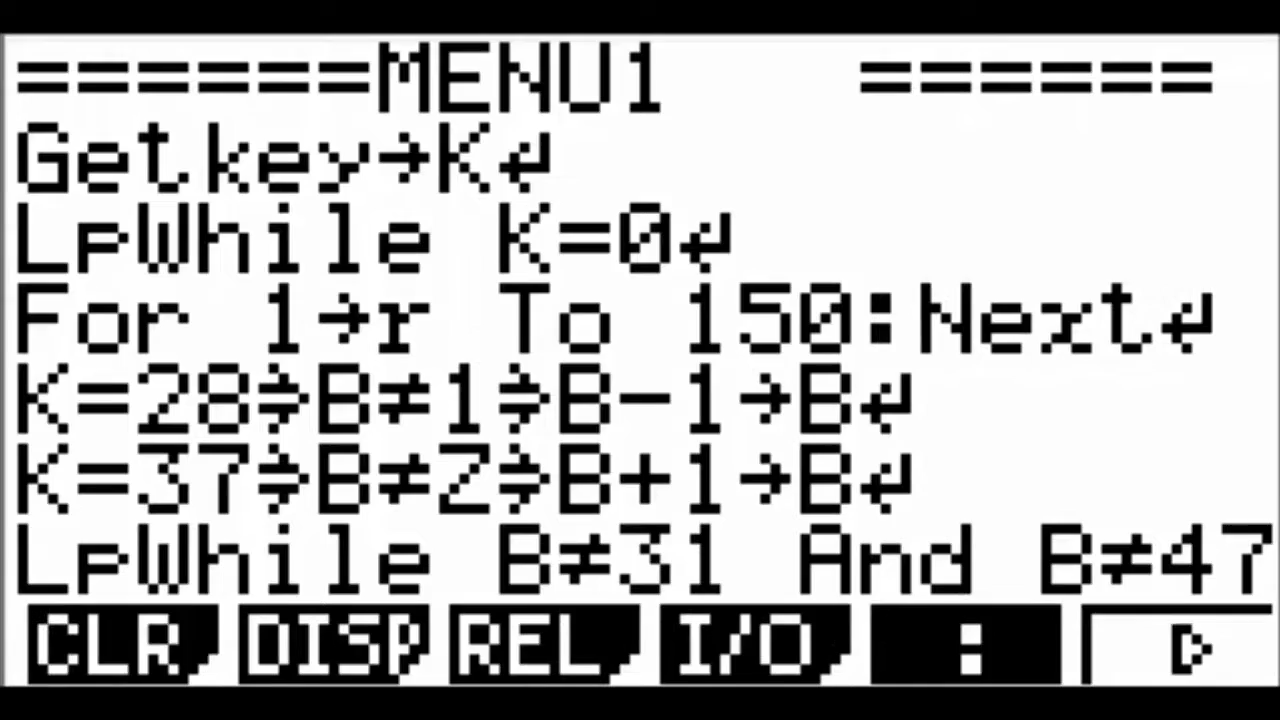 ======MENU1   ======
Getkey→K↵
LpWhile K=0↵
For 1→r To 150:Next↵
K=28⇒B≠1⇒B-1→B↵
K=37⇒B≠Z⇒B+1→B↵
LpWhile B≠31 And B≠47
CLR DISP REL I/O : ▷